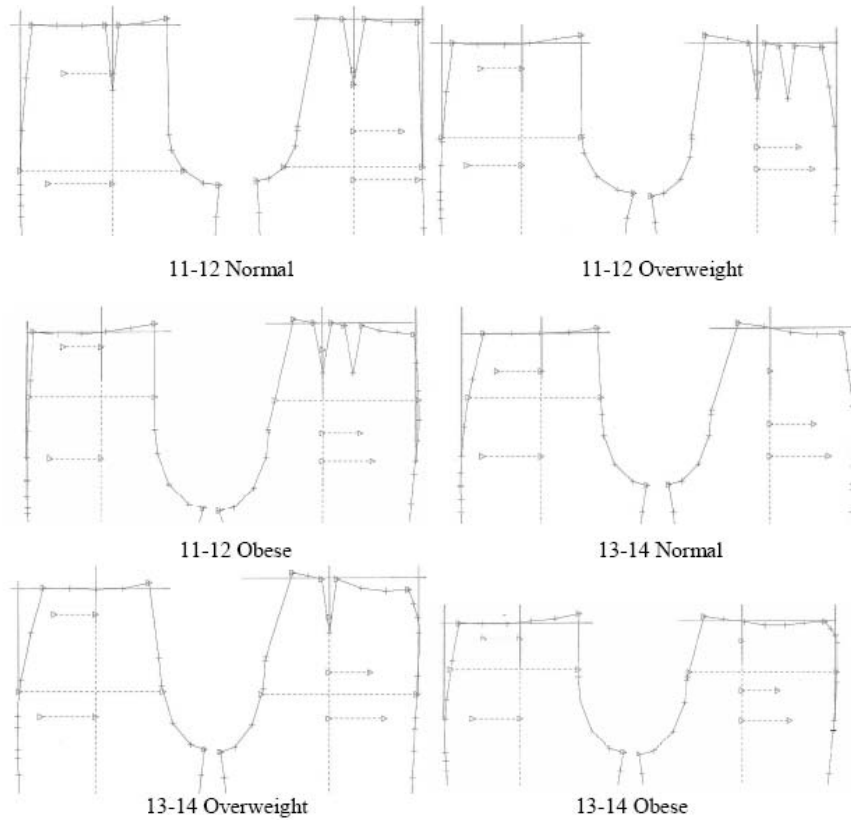 11-12 Normal
11-12 Overweight
11-12 Obese
13-14 Normal
13-14 Overweight
13-14 Obese